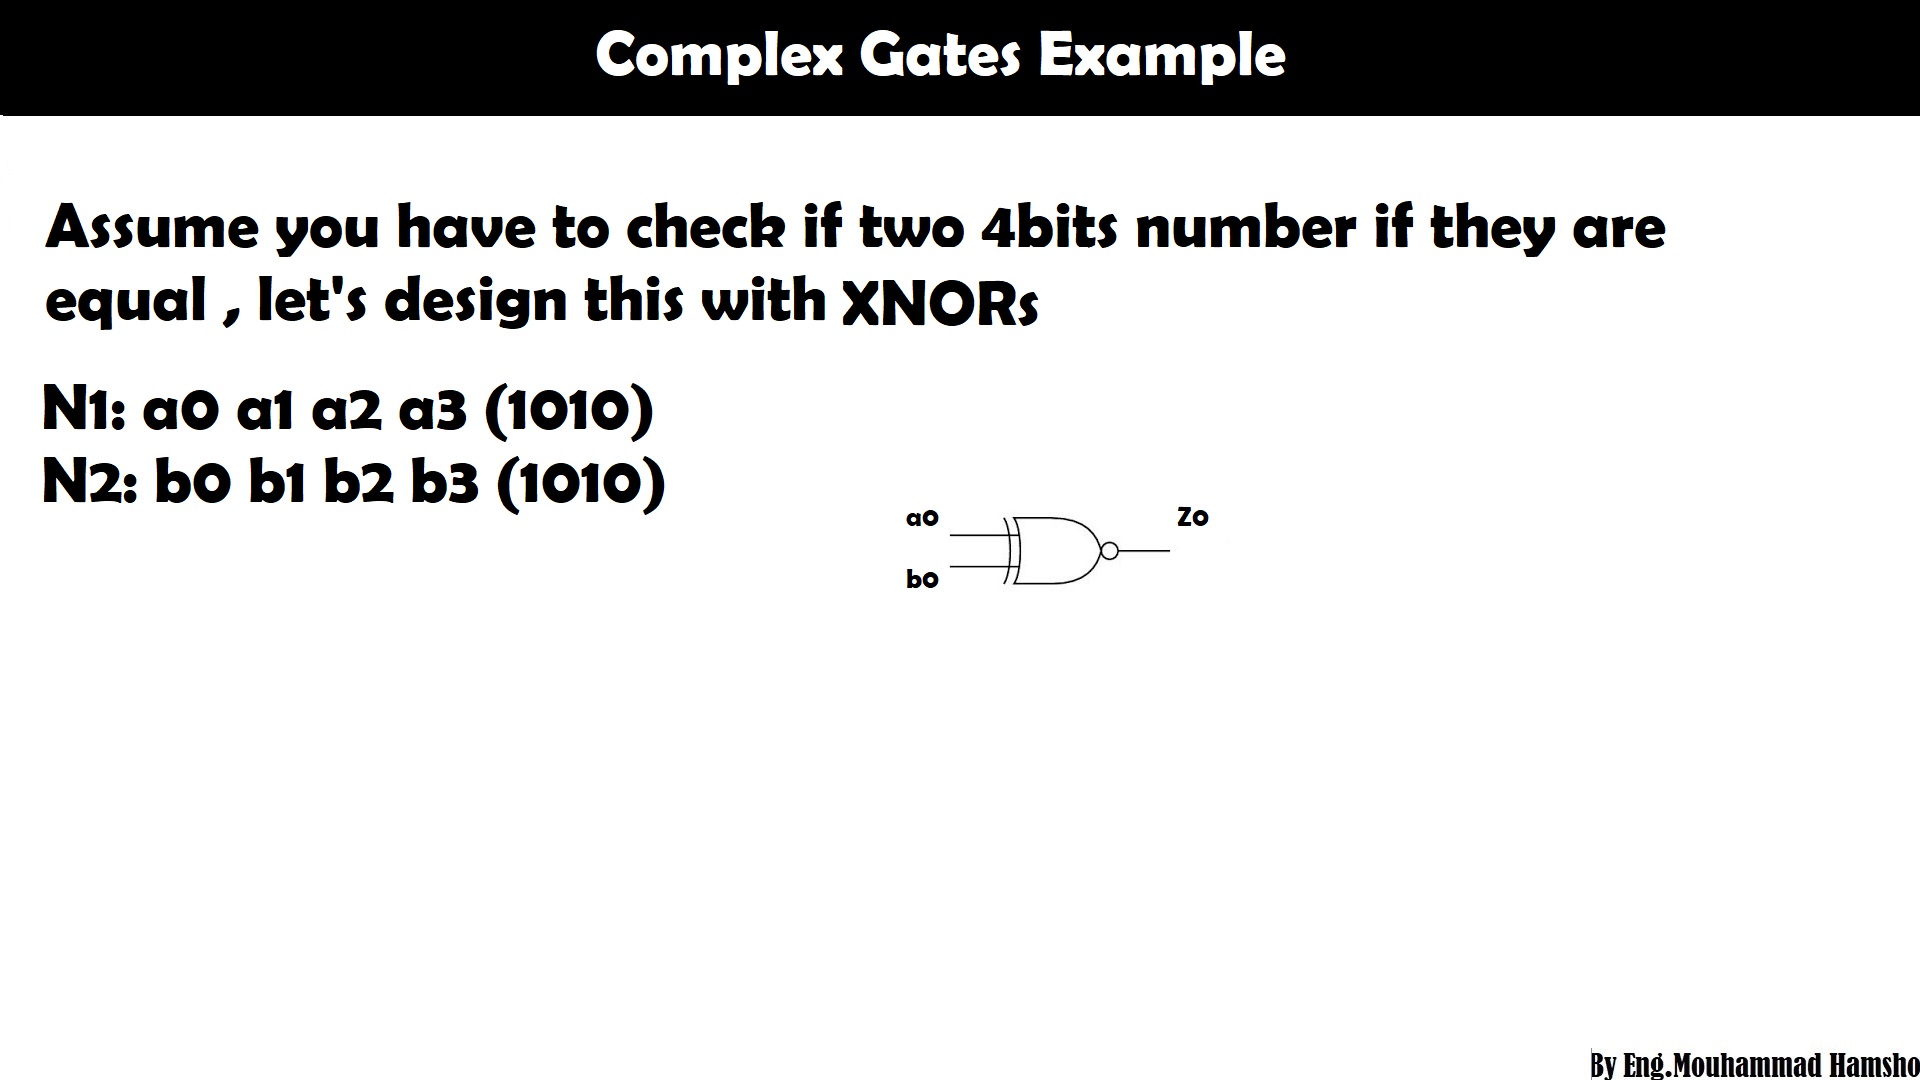 Complex Gates Example
Assume you have to check if two 4bits number if they are
equal , let's design this with XNORs
N1: a0 a1 a2 a3 (1010)
N2: b0 b1 b2 b3 (1010)
a0
Z0
b0
By Eng.Mouhammad Hamsho